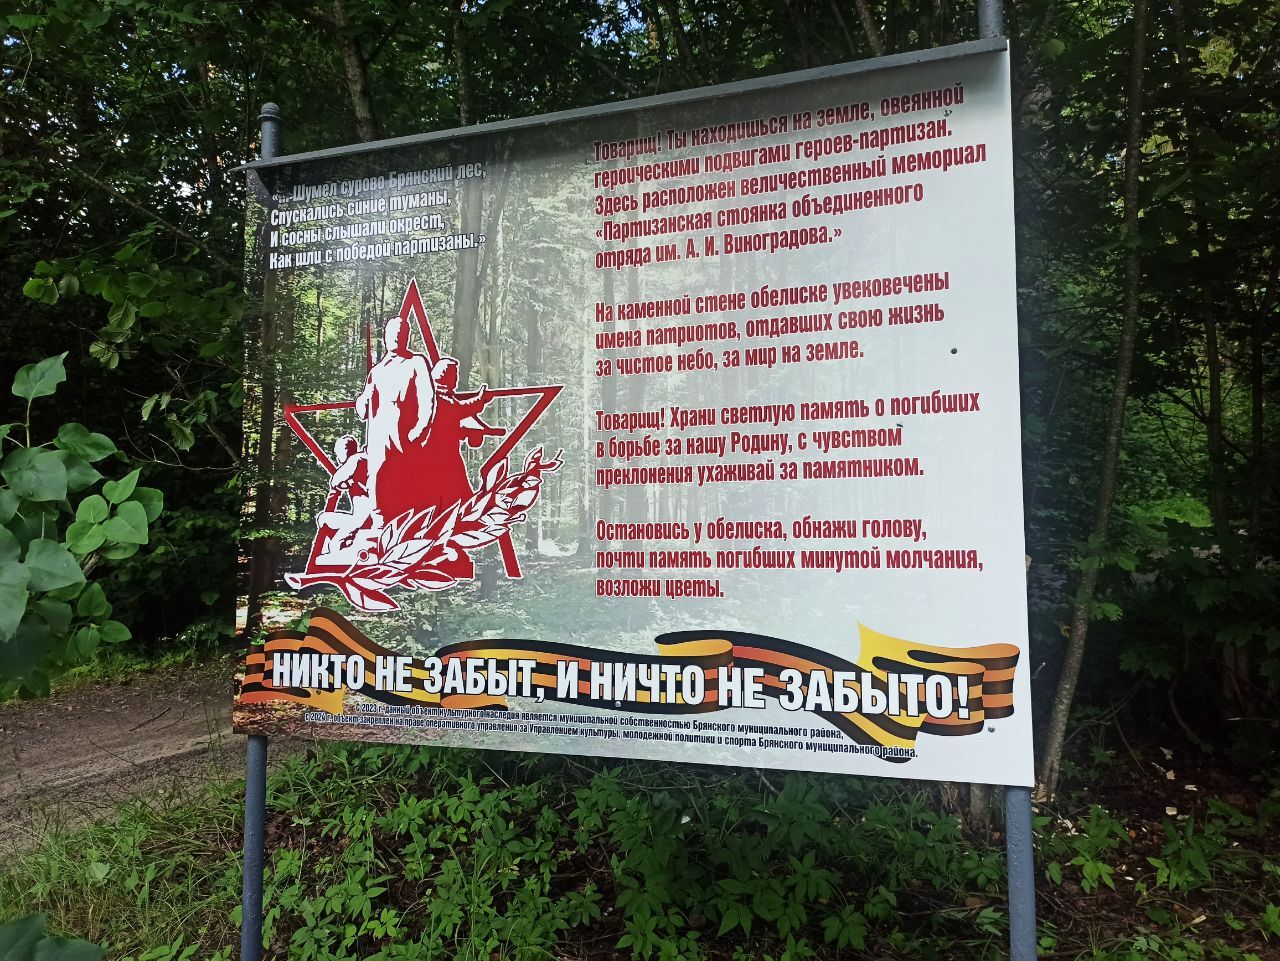 «...Шумел сурово Брянский лес,
Спускались синие туманы,
И сосны слышали окрест,
Как шли с победой партизаны.»
Товарищ! Ты находишься на земле, овеянной
героическими подвигами героев-партизан.
Здесь расположен величественный мемориал
«Партизанская стоянка объединенного
отряда им. А. И. Виноградова.»
На каменной стене обелиске увековечены
имена патриотов, отдавших свою жизнь
за чистое небо, за мир на земле.
Товарищ! Храни светлую память о погибших
в борьбе за нашу Родину, с чувством
преклонения ухаживай за памятником.
Остановись у обелиска, обнажи голову,
почти память погибших минутой молчания,
возложи цветы.
НИКТО НЕ ЗАБЫТ, И НИЧТО НЕ ЗАБЫТО!
С 2023 г. данный объект культурного наследия является муниципальной собственностью Брянского муниципального района,
С 2024 г. объект закреплен на праве оперативного управления за Управлением культуры, молодежной политики и спорта Брянского муниципального района.